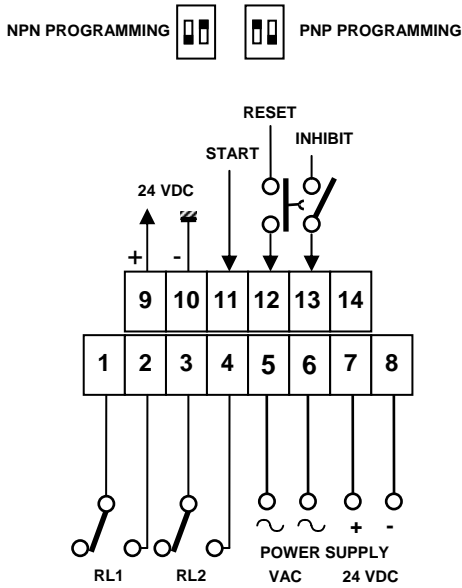 NPN PROGRAMMING PNP PROGRAMMING
RESET
INHIBIT
START
24 VDC
+ -
9 10 11 12 13 14
1 2 3 4 5 6 7 8
+ -
POWER SUPPLY
RL1 RL2 VAC 24 VDC